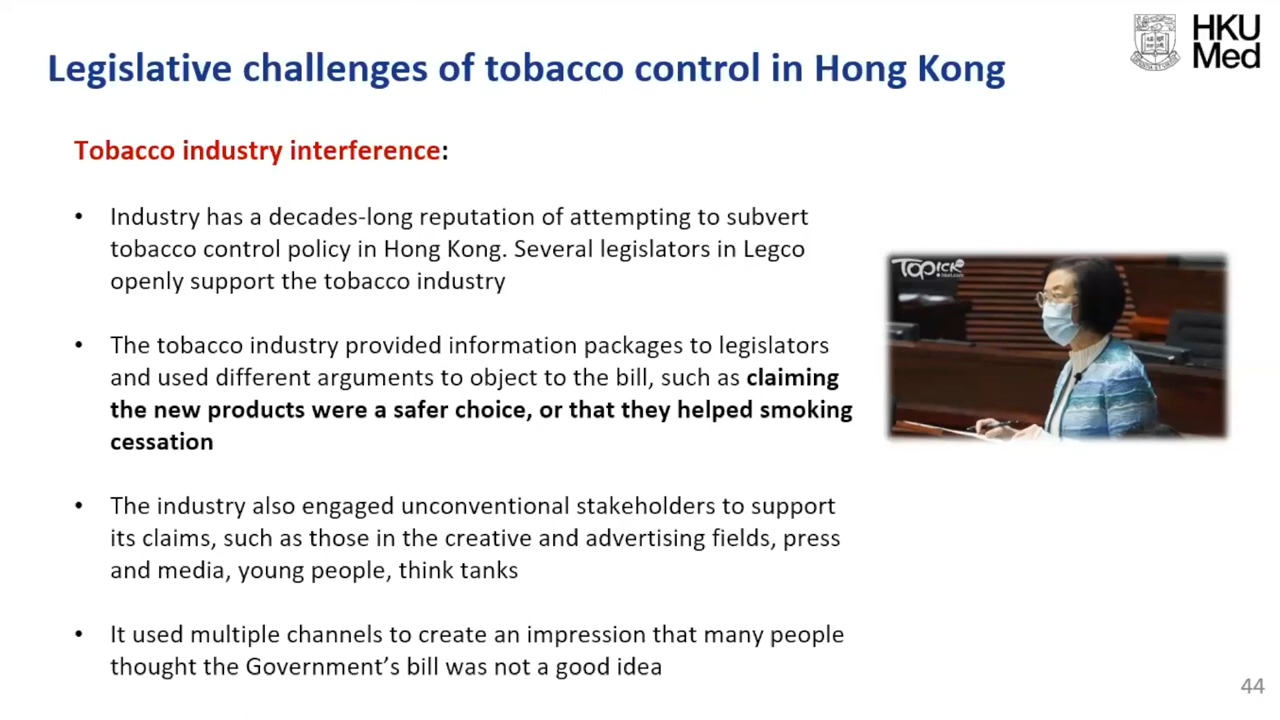 HKU
Med
Legislative challenges of tobacco control in Hong Kong
Tobacco industry interference:
• Industry has a decades-long reputation of attempting to subvert
tobacco control policy in Hong Kong. Several legislators in Legco
openly support the tobacco industry
• The tobacco industry provided information packages to legislators
and used different arguments to object to the bill, such as claiming
the new products were a safer choice, or that they helped smoking
cessation
• The industry also engaged unconventional stakeholders to support
its claims, such as those in the creative and advertising fields, press
and media, young people, think tanks
• It used multiple channels to create an impression that many people
thought the Government’s bill was not a good idea
TOPick
44